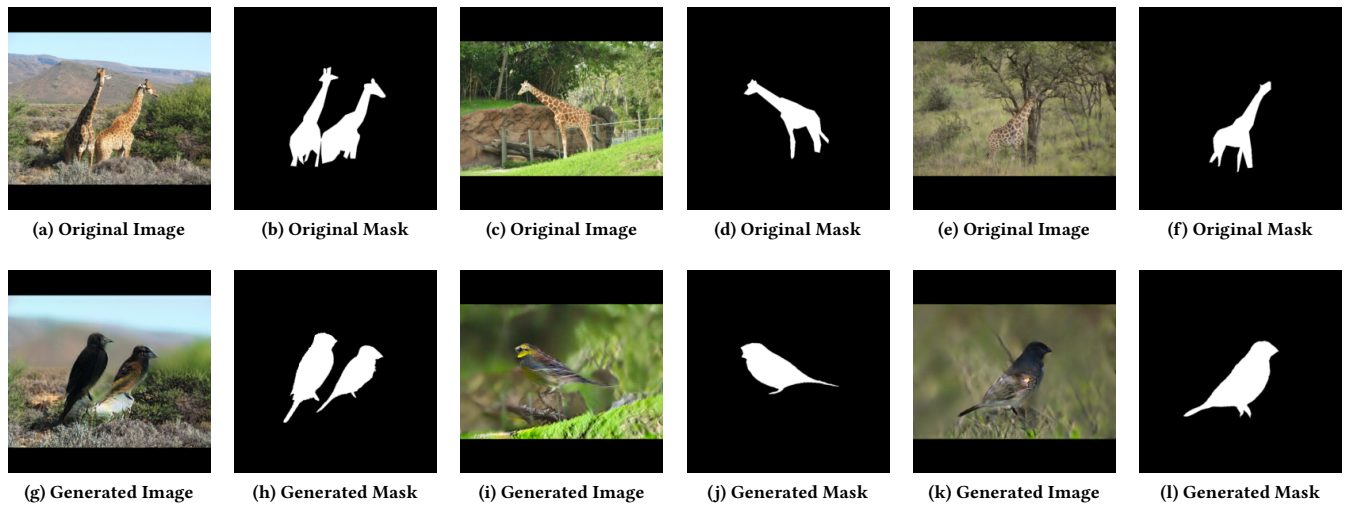 (a) Original Image
(b) Original Mask
(c) Original Image
(d) Original Mask
(e) Original Image
(f) Original Mask
(g) Generated Image
(h) Generated Mask
(i) Generated Image
(j) Generated Mask
(k) Generated Image
(l) Generated Mask